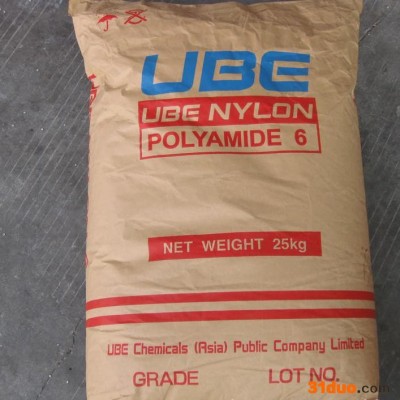 UBE
UBE NYLON
POLYAMIDE 6
NET WEIGHT 25kg
UBE Chemicals (Asia) Public Company Limited
GRADE LOT NO.
31duo.com